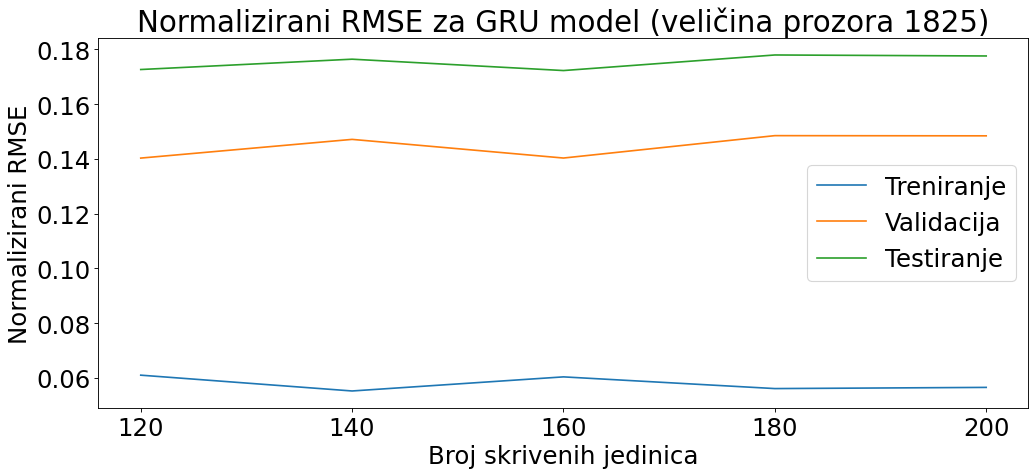 Normalizirani RMSE za GRU model (veličina prozora 1825)
Normalizirani RMSE
0.18
0.16
0.14
0.12
0.10
0.08
0.06
Treniranje
Validacija
Testiranje
120 140 160 180 200
Broj skrivenih jedinica